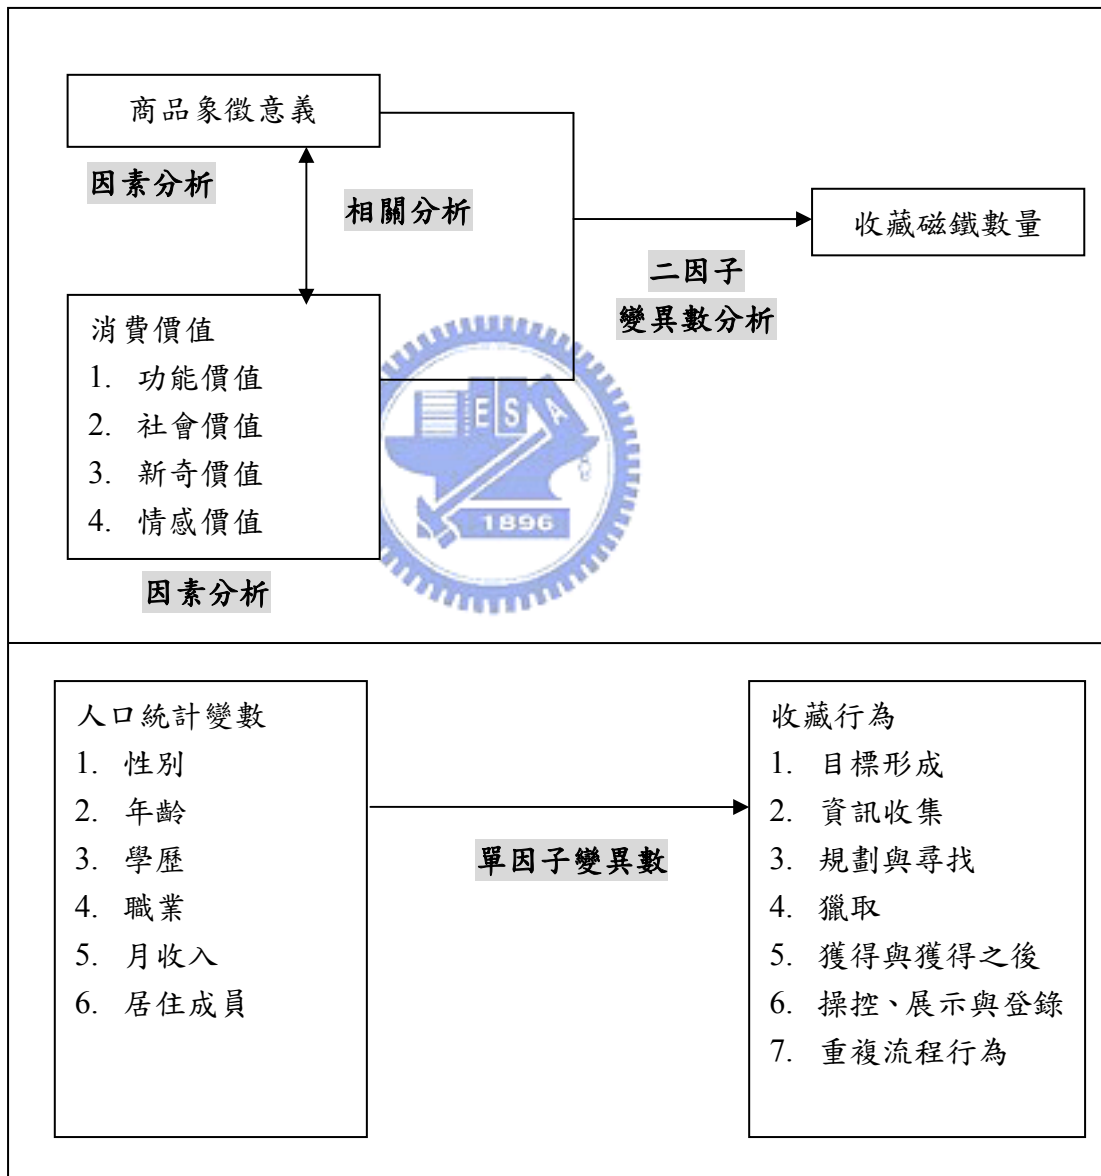 商品象徵意義
因素分析
相關分析
收藏磁鐵數量
二因子
變異數分析
消費價值
1. 功能價值
2. 社會價值
3. 新奇價值
4. 情感價值
因素分析
ESA
1896
人口統計變數
1. 性別
2. 年齡
3. 學歷
4. 職業
5. 月收入
6. 居住成員
單因子變異數
收藏行為
1. 目標形成
2. 資訊收集
3. 規劃與尋找
4. 獵取
5. 獲得與獲得之後
6. 操控、展示與登錄
7. 重複流程行為